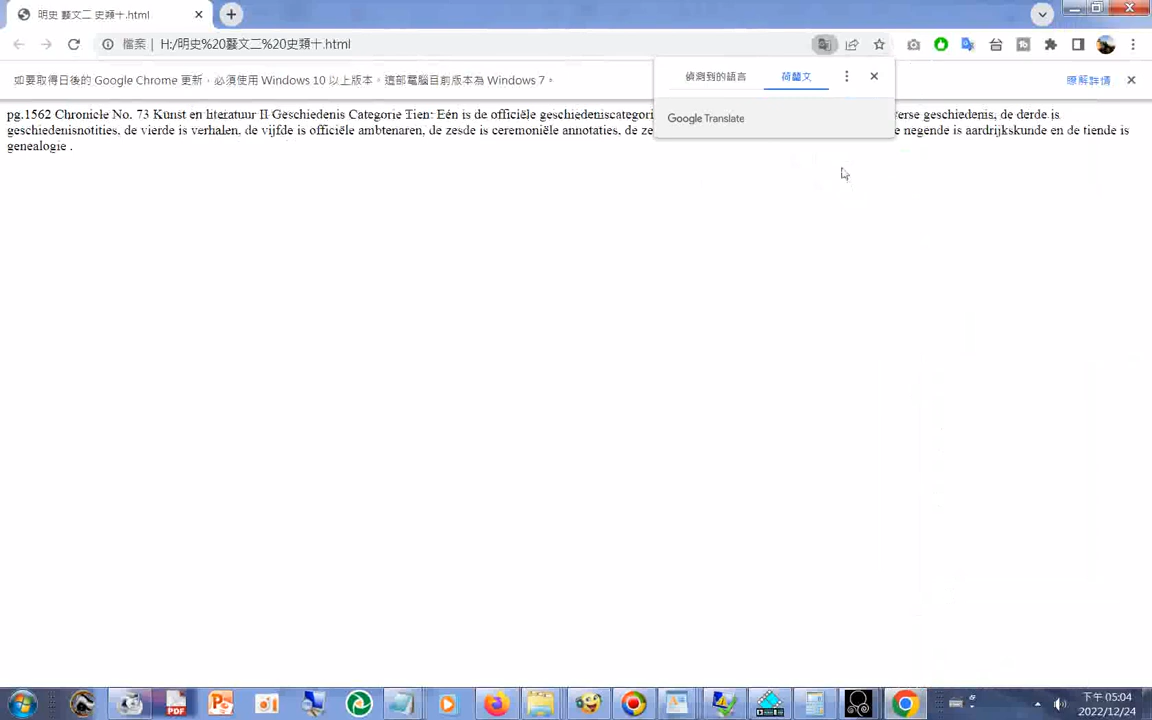 明史 藝文二 史類十.html
檔案 | H:/明史%20藝文二%20史類十.html
如要取得日後的 Google Chrome 更新，必須使用 Windows 10 以上版本。這部電腦目前版本為 Windows 7。
瞭解詳情
偵測到的語言 荷蘭文
Google Translate
pg.1562 Chronicle No. 73 Kunst en literatuur II Geschiedenis Categorie Tien: Eén is de officiële geschiedeniscategori erse geschiedenis, de derde is
geschiedenisnotities, de vierde is verhalen, de vijfde is officiële ambtenaren, de zesde is ceremoniële annotaties, de ze e negende is aardrijkskunde en de tiende is
genealogie .
下午 05:04
2022/12/24